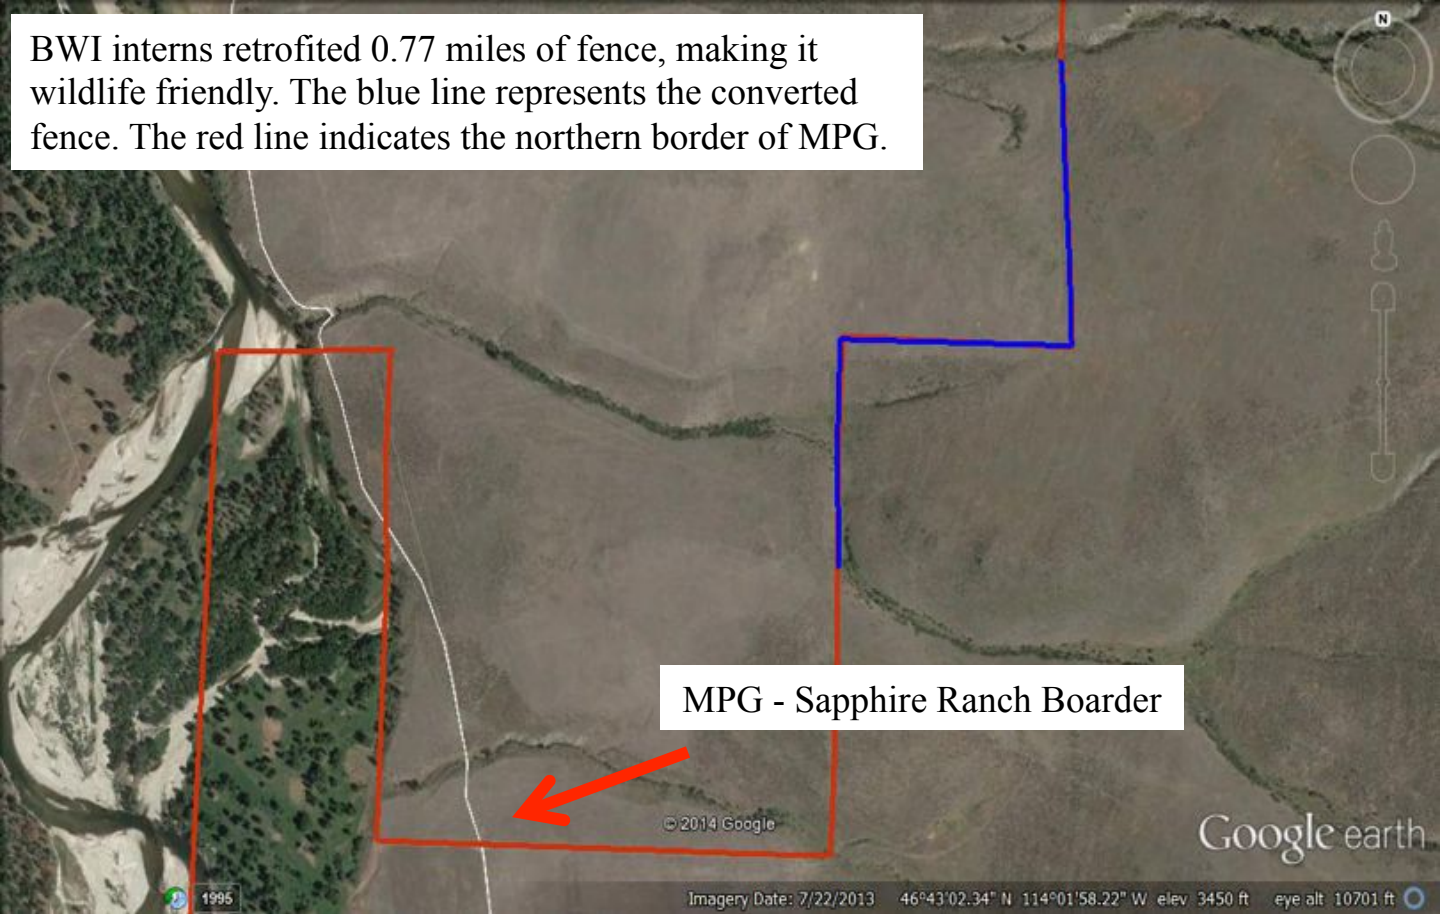 BWI interns retrofited 0.77 miles of fence, making it
wildlife friendly. The blue line represents the converted
fence. The red line indicates the northern border of MPG.
N
MPG - Sapphire Ranch Boarder
© 2014 Google
Google earth
1995
Imagery Date: 7/22/2013 46°43'02.34" N 114°01'58.22" W elev 3450 ft eye alt 10701 ft